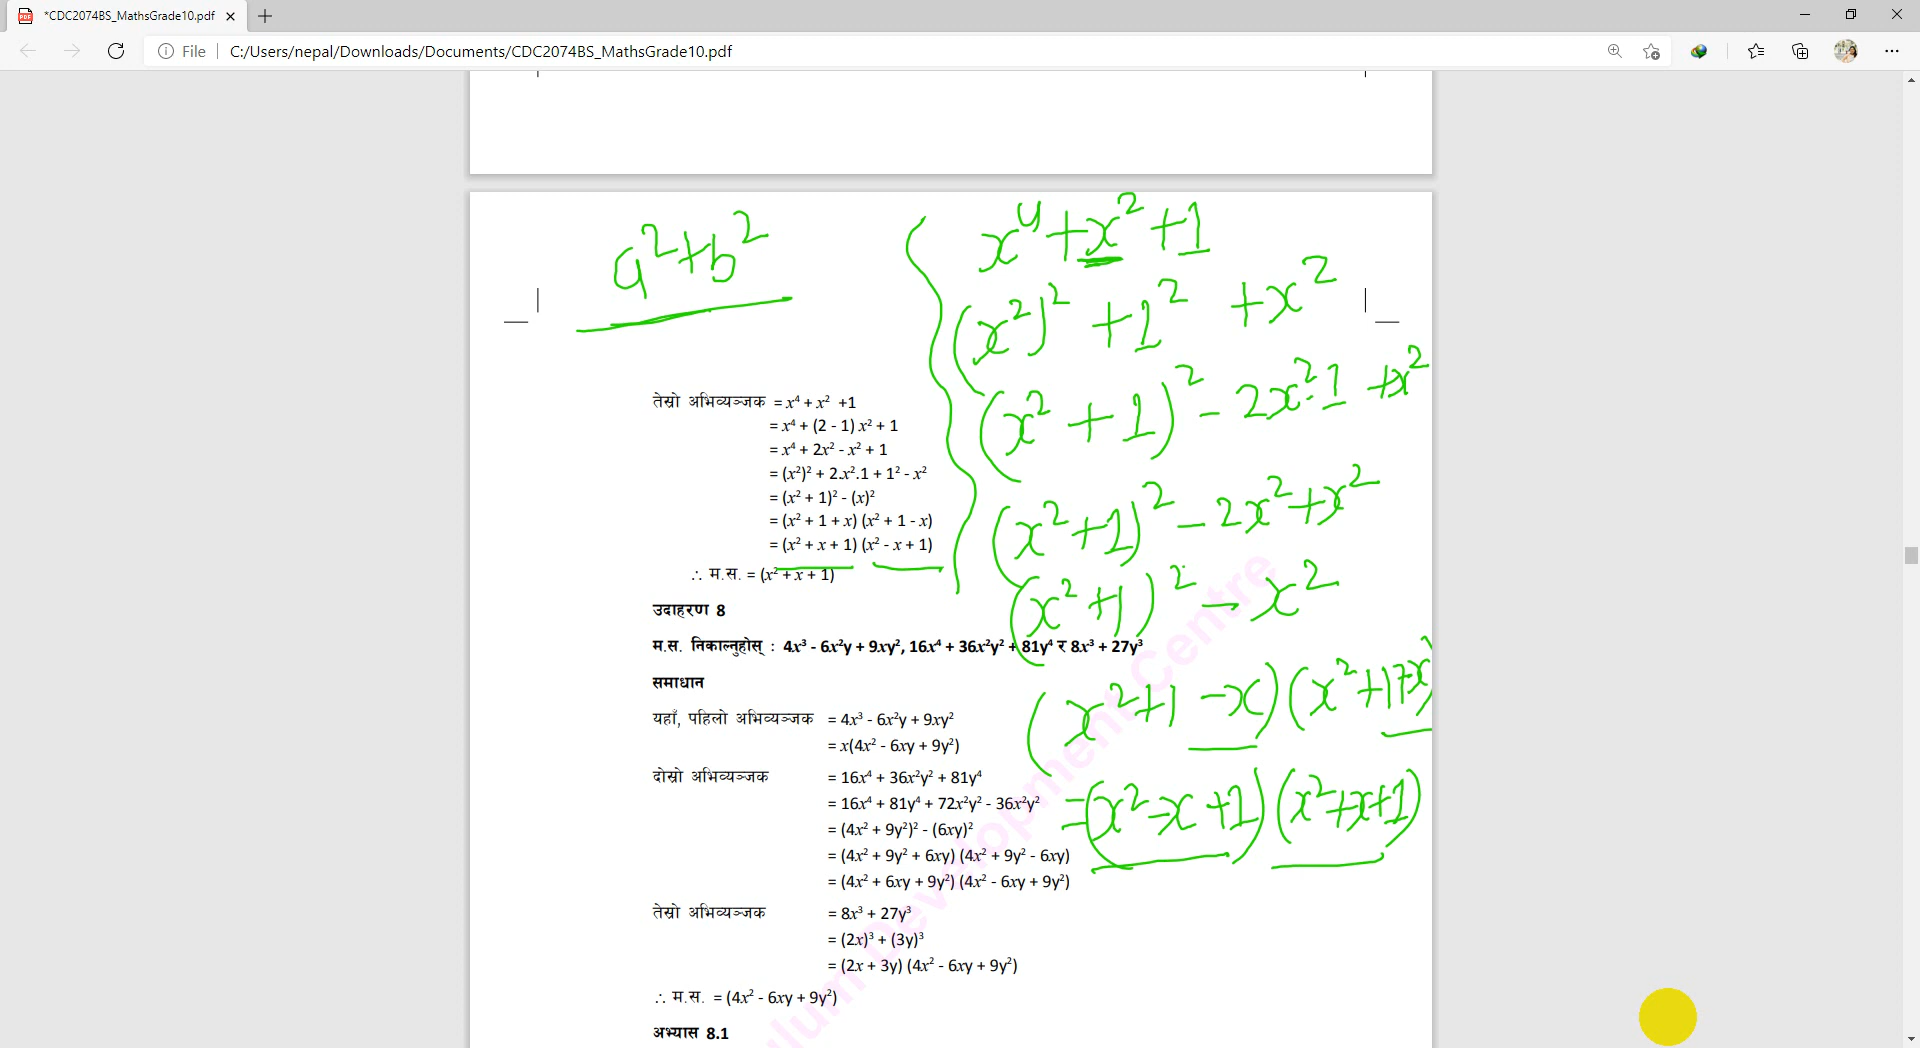 *CDC2074BS_MathsGrade10.pdf
File | C:/Users/nepal/Downloads/Documents/CDC2074BS_MathsGrade10.pdf
a²+b²
x⁴+x²+1
(x²)²+1²+x²
(x²+1)²-2x²·1+x²
(x²+1)²-2x²+x²
(x²+1)²-x²
(x²+1-x)(x²+1+x)
=(x²-x+1)(x²+x+1)
तेस्रो अभिव्यञ्जक = x⁴ + x² +1
= x⁴ + (2 - 1) x² + 1
= x⁴ + 2x² - x² + 1
= (x²)² + 2.x².1 + 1² - x²
= (x² + 1)² - (x)²
= (x² + 1 + x) (x² + 1 - x)
= (x² + x + 1) (x² - x + 1)
∴ म.स. = (x² + x + 1)
उदाहरण 8
म.स. निकाल्नुहोस् : 4x³ - 6x²y + 9xy², 16x⁴ + 36x²y² + 81y⁴ र 8x³ + 27y³
समाधान
यहाँ, पहिलो अभिव्यञ्जक = 4x³ - 6x²y + 9xy²
= x(4x² - 6xy + 9y²)
दोस्रो अभिव्यञ्जक = 16x⁴ + 36x²y² + 81y⁴
= 16x⁴ + 81y⁴ + 72x²y² - 36x²y²
= (4x² + 9y²)² - (6xy)²
= (4x² + 9y² + 6xy) (4x² + 9y² - 6xy)
= (4x² + 6xy + 9y²) (4x² - 6xy + 9y²)
तेस्रो अभिव्यञ्जक = 8x³ + 27y³
= (2x)³ + (3y)³
= (2x + 3y) (4x² - 6xy + 9y²)
∴ म.स. = (4x² - 6xy + 9y²)
अभ्यास 8.1
ulum Development Centre